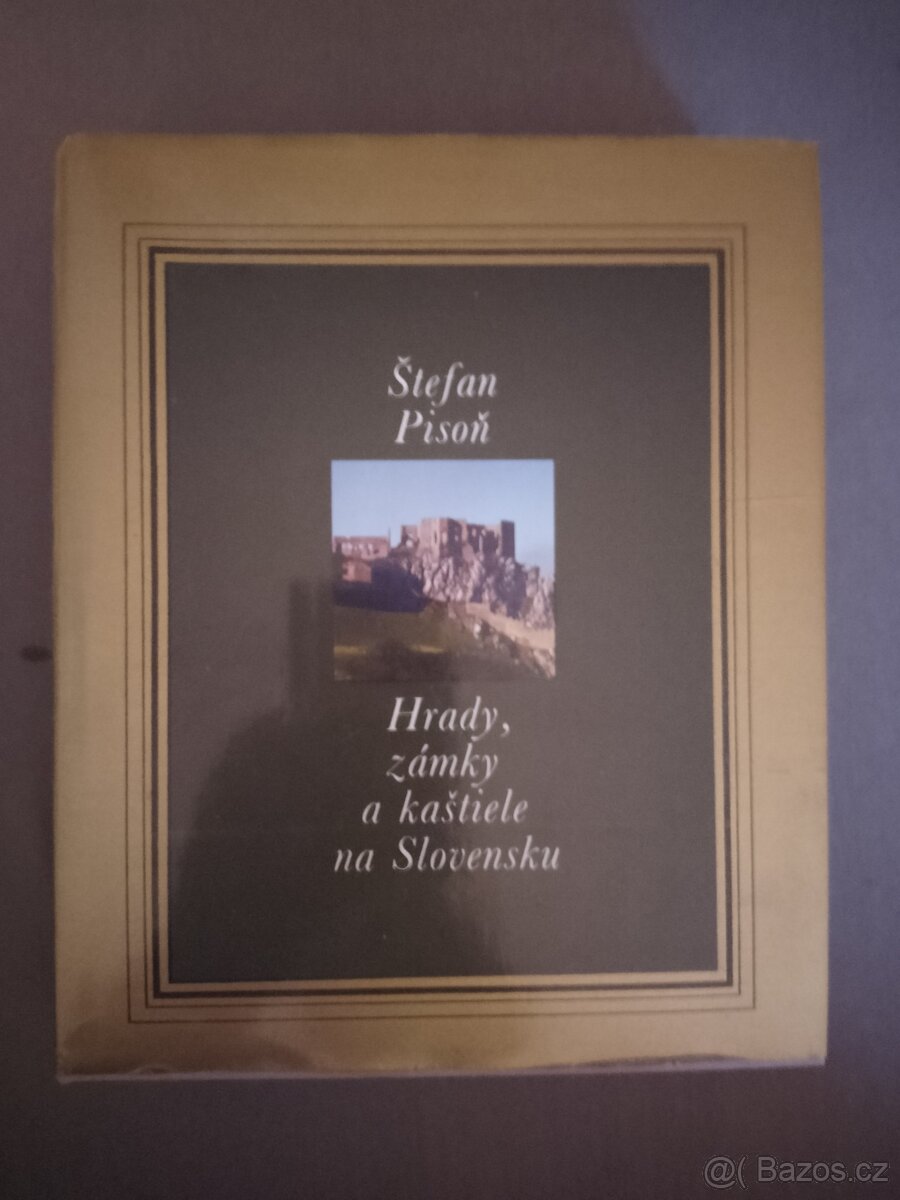 Štefan
Pisoň
Hrady,
zámky
a kaštiele
na Slovensku
@( Bazos.cz